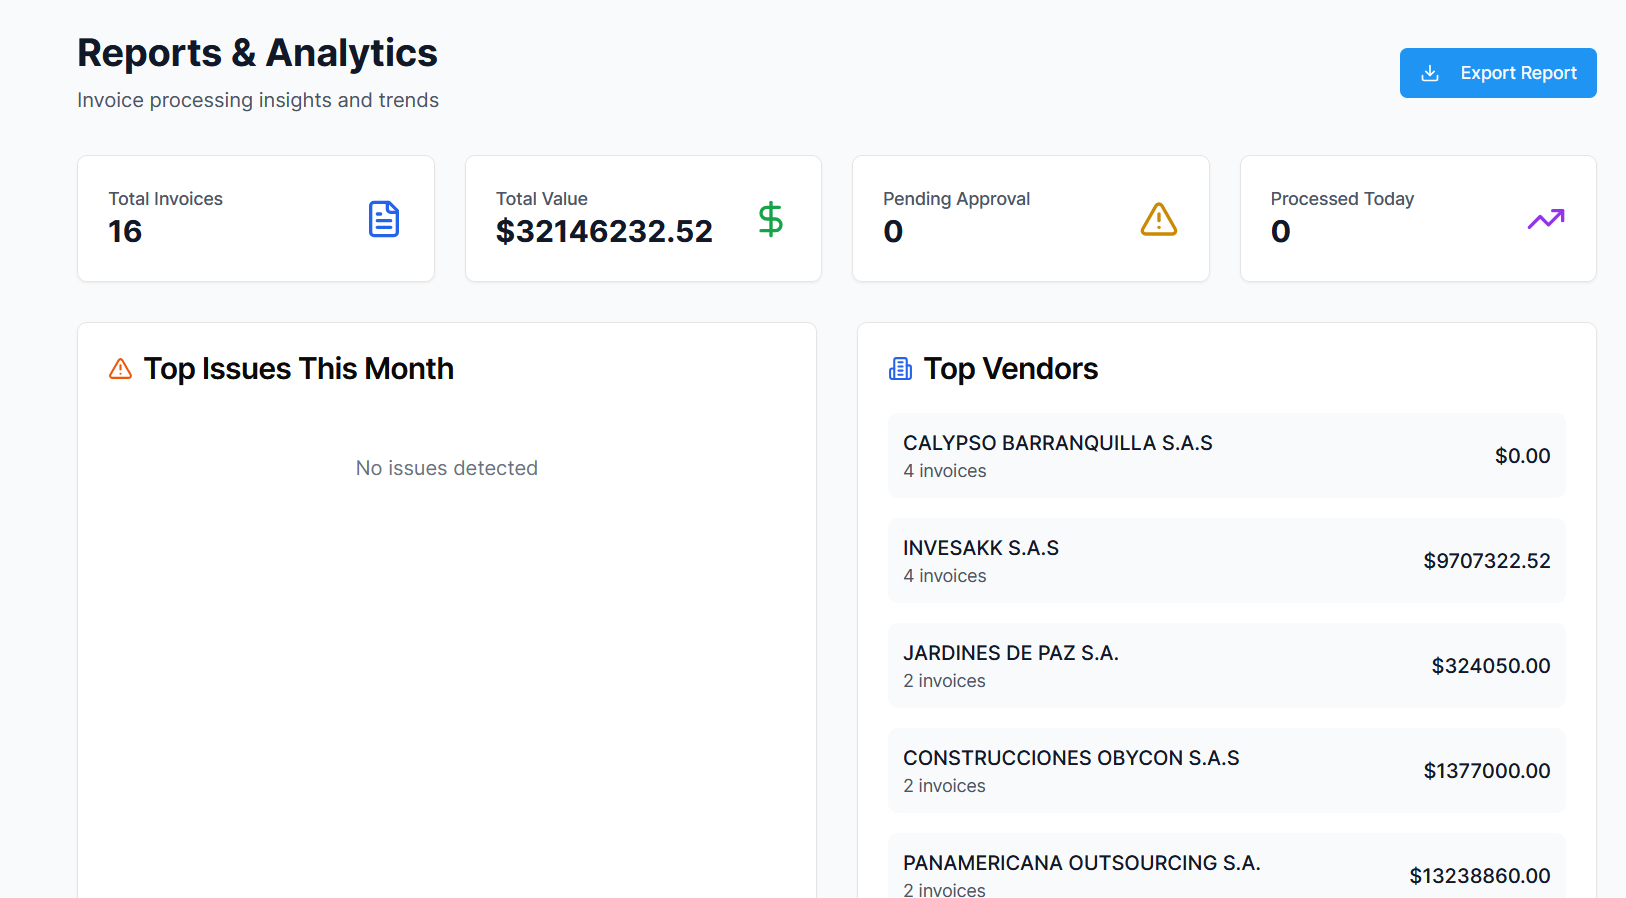 Reports & Analytics
Invoice processing insights and trends
Export Report
Total Invoices
16
Total Value
$32146232.52
Pending Approval
0
Processed Today
0
Top Issues This Month
No issues detected
Top Vendors
CALYPSO BARRANQUILLA S.A.S
4 invoices
$0.00
INVESAKK S.A.S
4 invoices
$9707322.52
JARDINES DE PAZ S.A.
2 invoices
$324050.00
CONSTRUCCIONES OBYCON S.A.S
2 invoices
$1377000.00
PANAMERICANA OUTSOURCING S.A.
2 invoices
$13238860.00